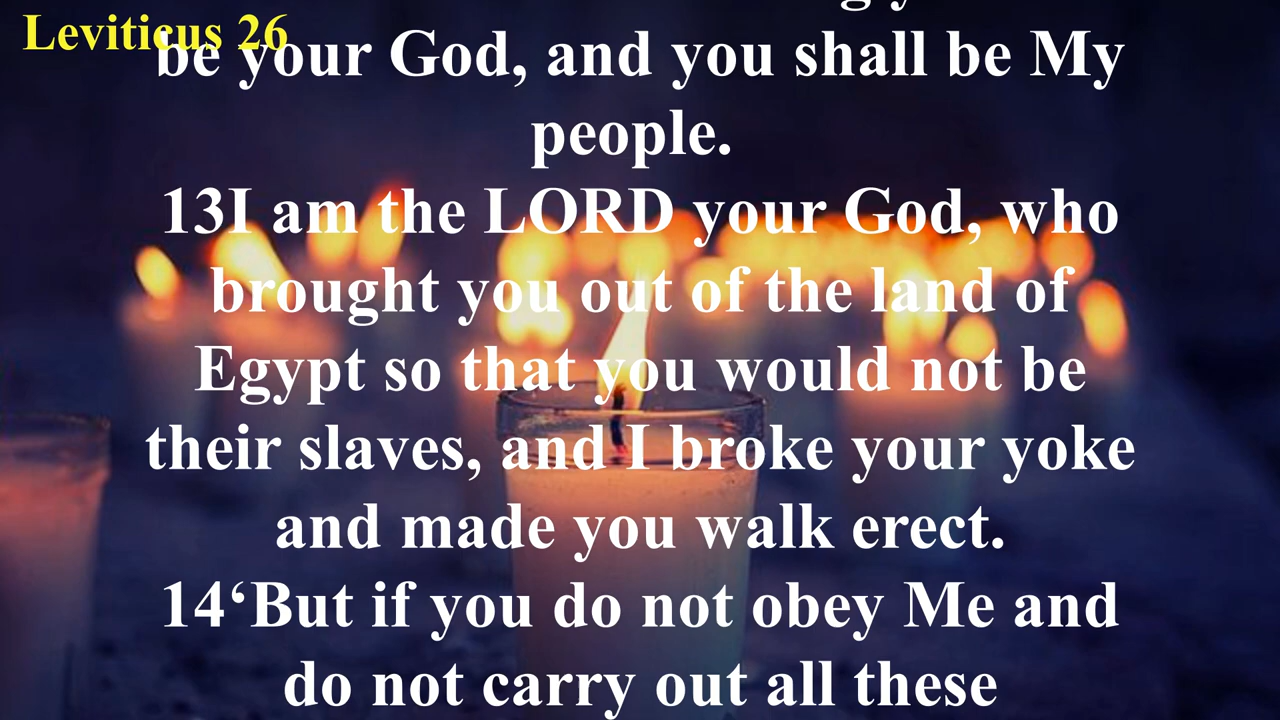 Leviticus 26
be your God, and you shall be My
people.
13I am the LORD your God, who
brought you out of the land of
Egypt so that you would not be
their slaves, and I broke your yoke
and made you walk erect.
14‘But if you do not obey Me and
do not carry out all these